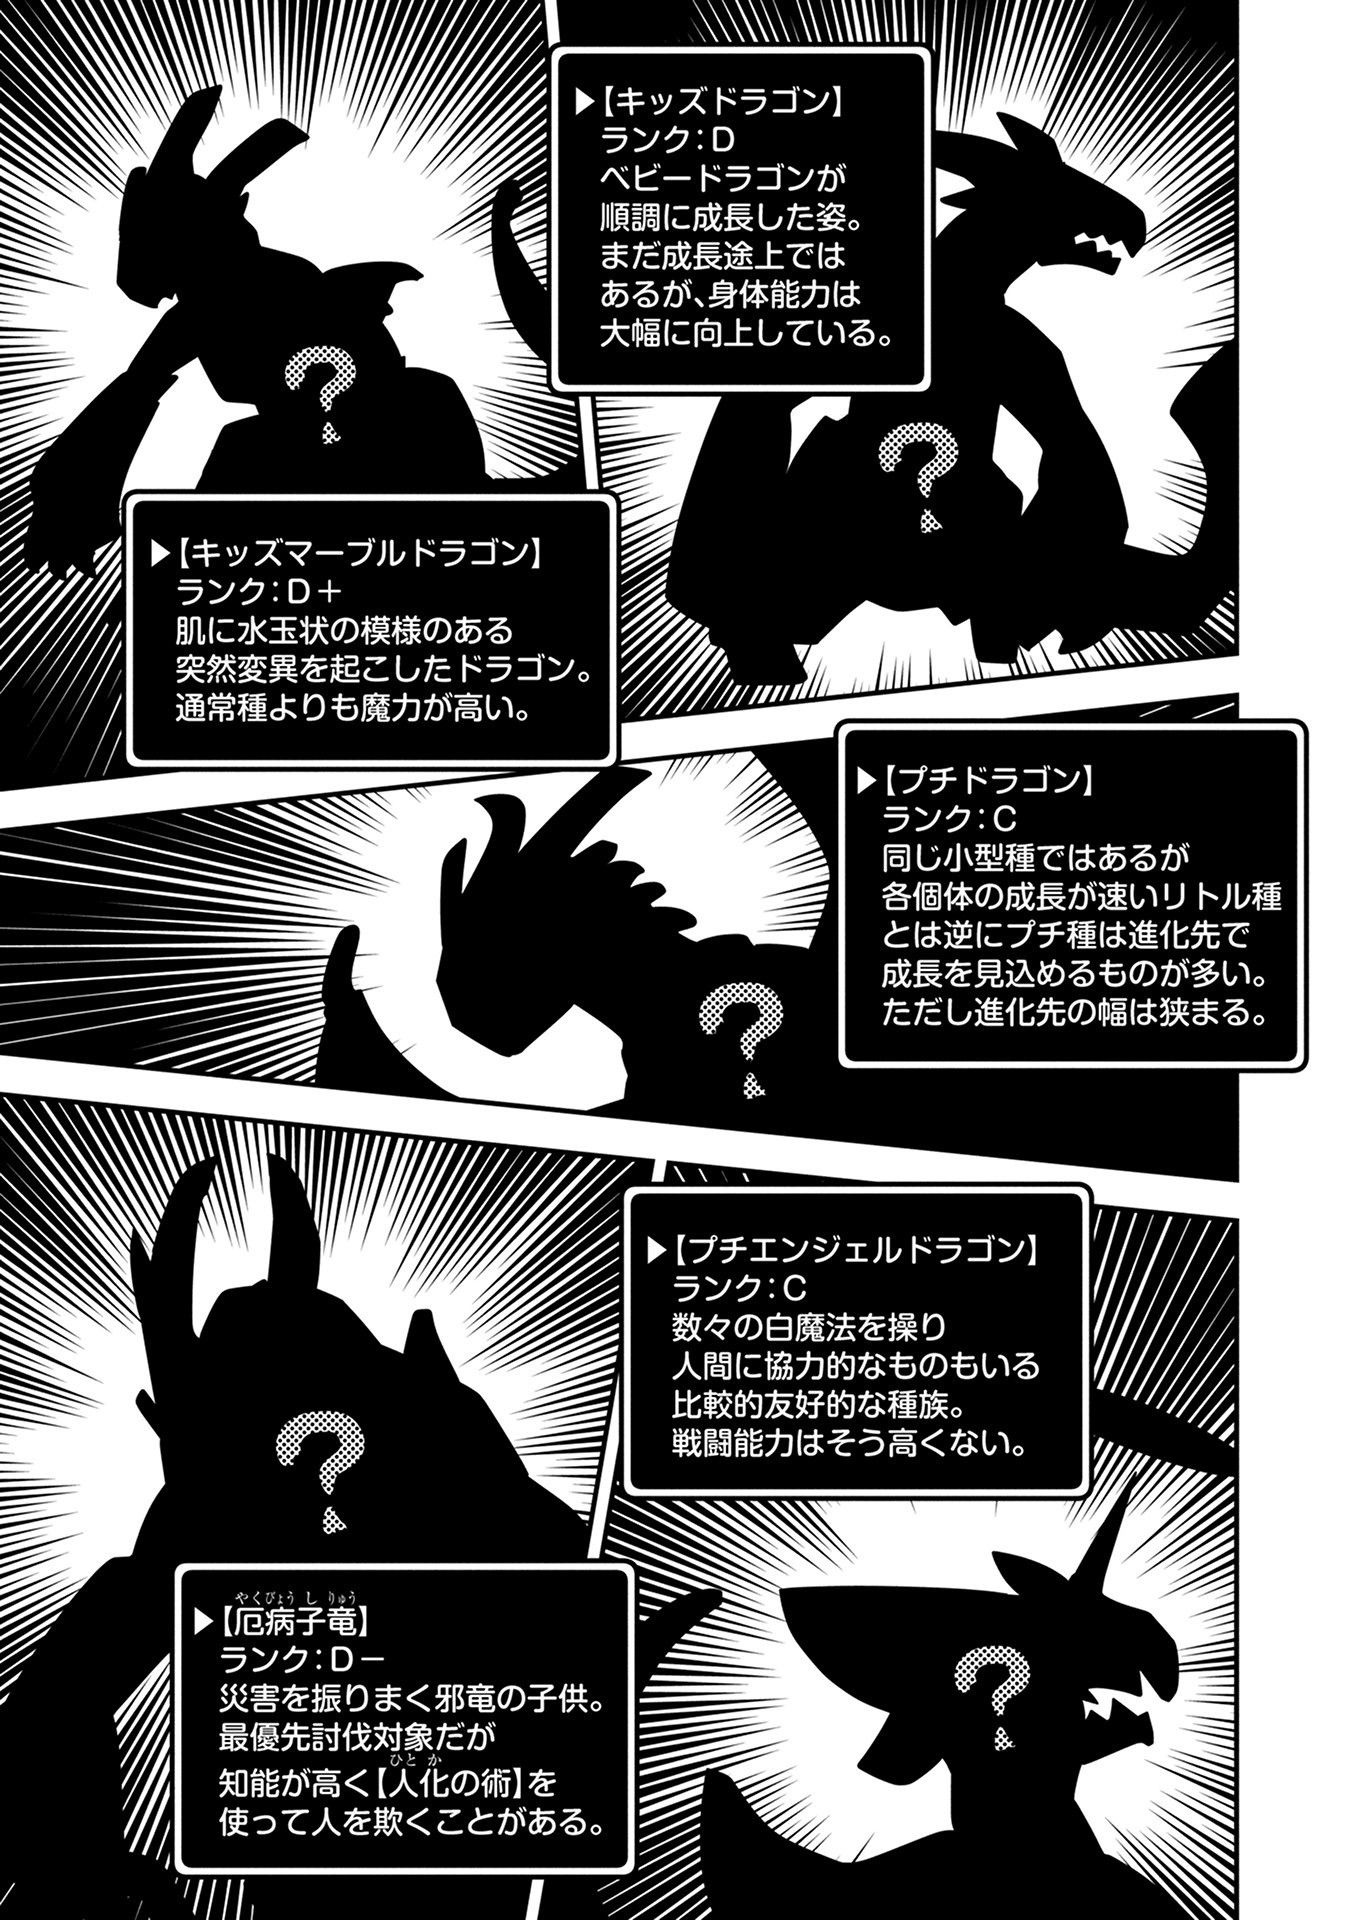 ▶【キッズドラゴン】
ランク：D
ベビードラゴンが
順調に成長した姿。
まだ成長途上では
あるが、身体能力は
大幅に向上している。
？
▶【キッズマーブルドラゴン】
ランク：D＋
肌に水玉状の模様のある
突然変異を起こしたドラゴン。
通常種よりも魔力が高い。
？
▶【プチドラゴン】
ランク：C
同じ小型種ではあるが
各個体の成長が速いリトル種
とは逆にプチ種は進化先で
成長を見込めるものが多い。
ただし進化先の幅は狭まる。
？
▶【プチエンジェルドラゴン】
ランク：C
数々の白魔法を操り
人間に協力的なものもいる
比較的友好的な種族。
戦闘能力はそう高くない。
？
やくびょうしりゅう
▶【厄病子竜】
ランク：D－
災害を振りまく邪竜の子供。
最優先討伐対象だが
ひとか
知能が高く【人化の術】を
使って人を欺くことがある。
？